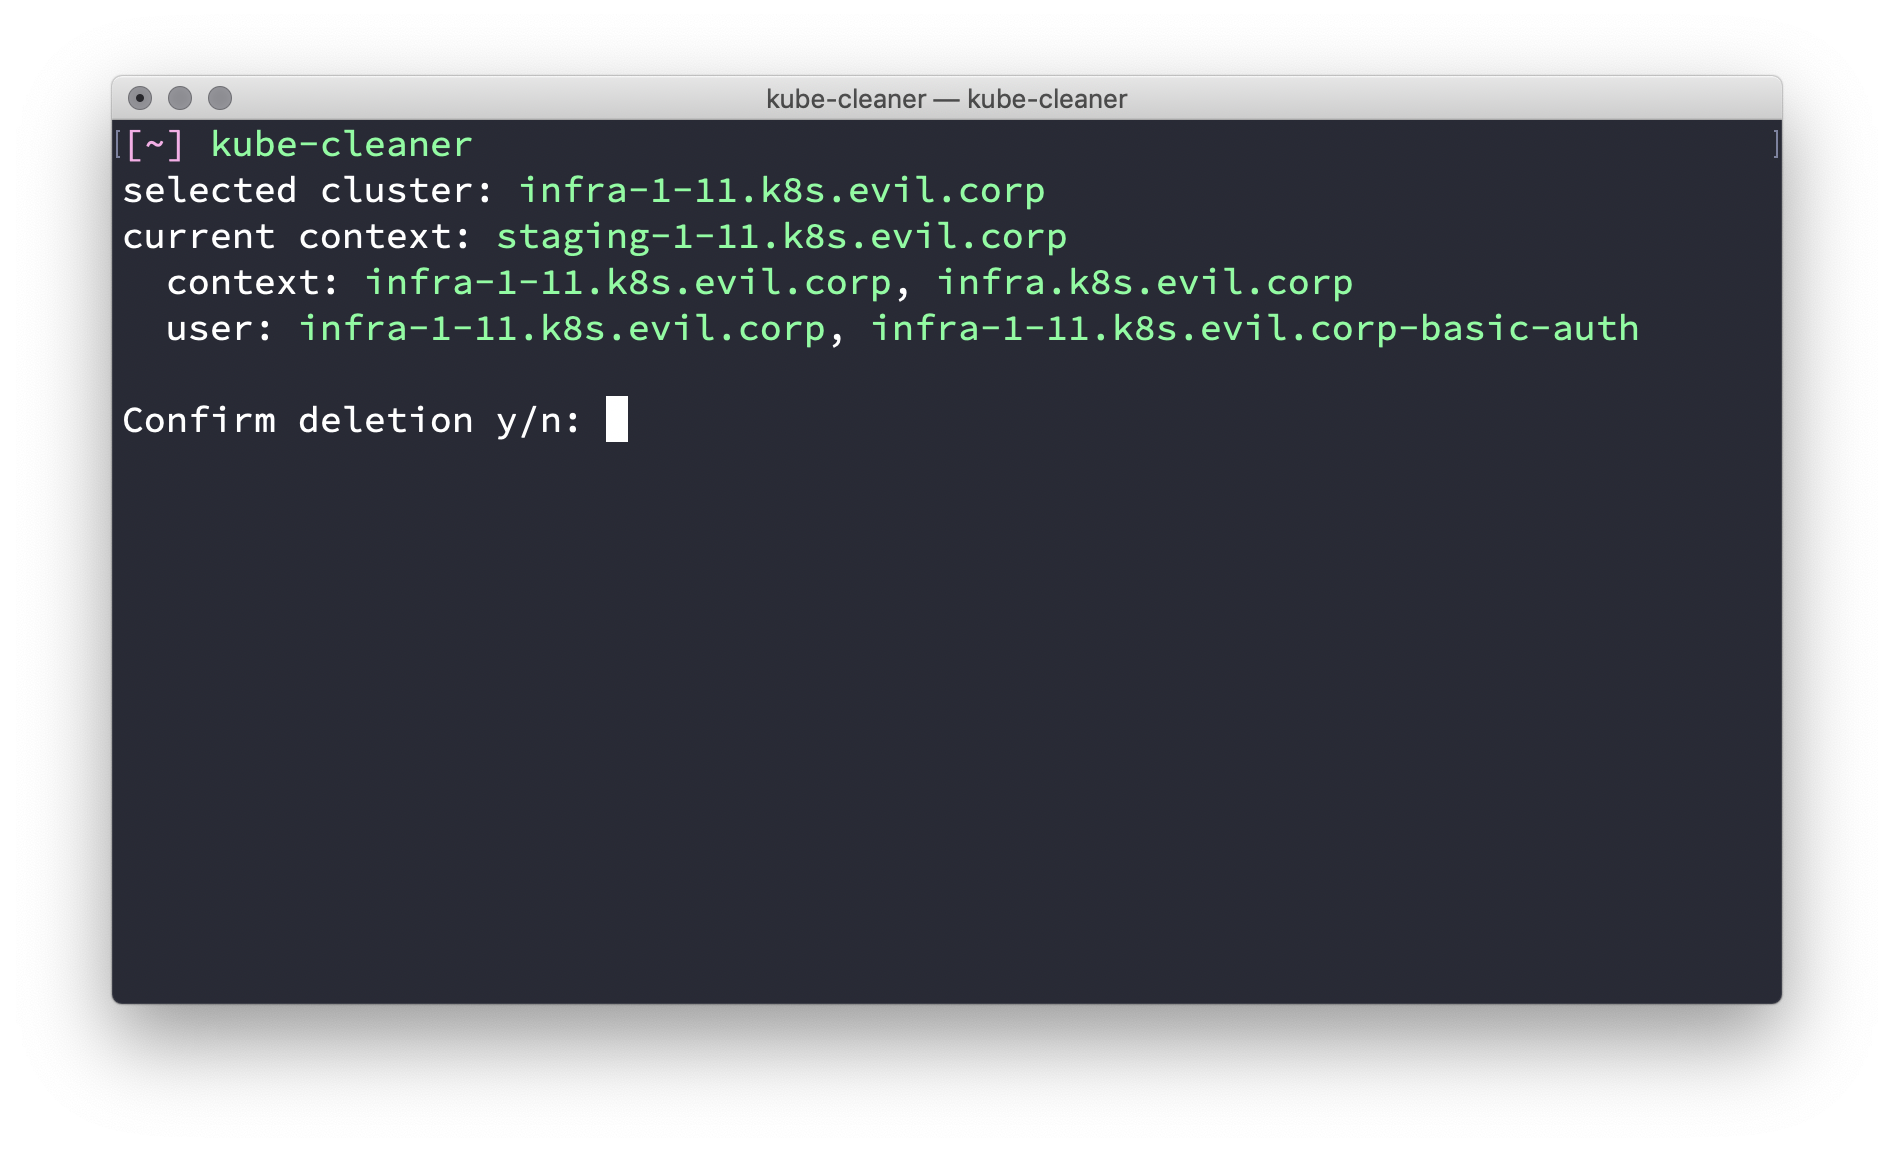 kube-cleaner — kube-cleaner
[[~] kube-cleaner ]
selected cluster: infra-1-11.k8s.evil.corp
current context: staging-1-11.k8s.evil.corp
context: infra-1-11.k8s.evil.corp, infra.k8s.evil.corp
user: infra-1-11.k8s.evil.corp, infra-1-11.k8s.evil.corp-basic-auth
Confirm deletion y/n: